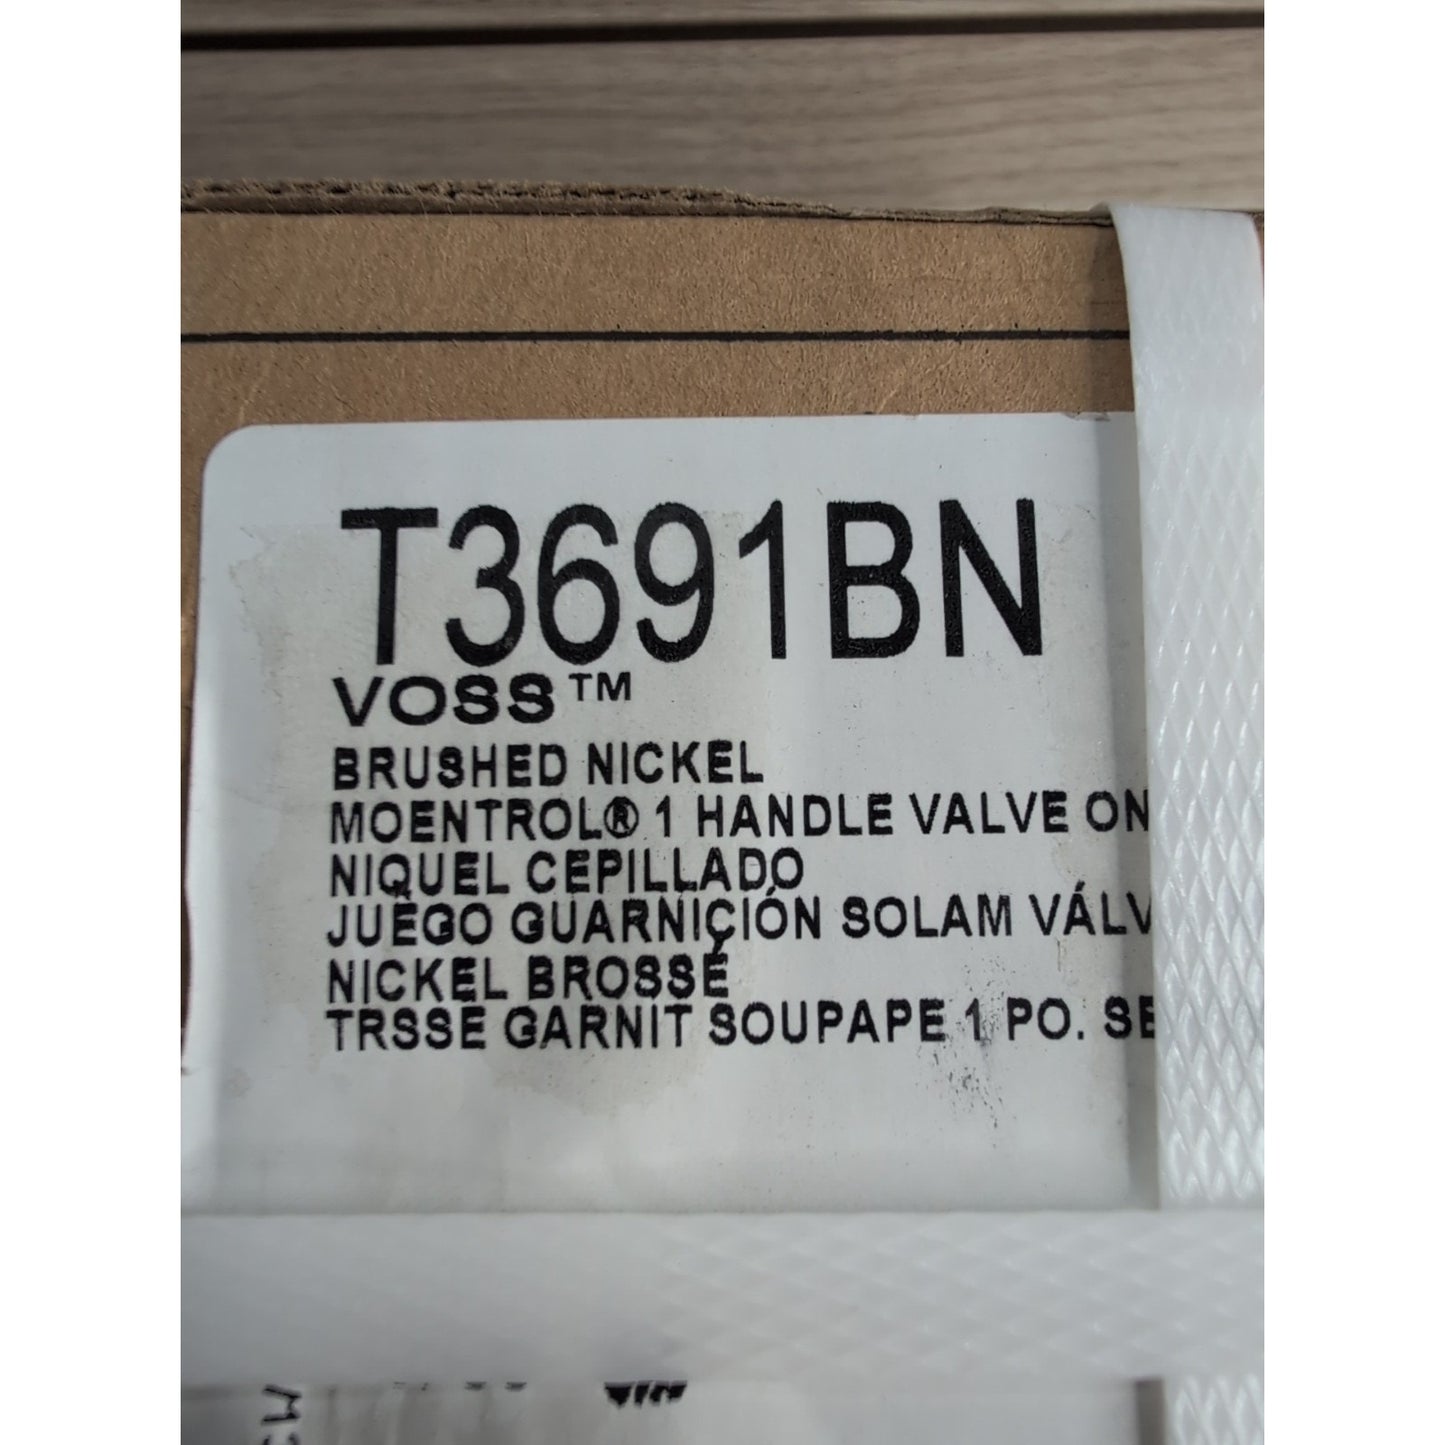 T3691BN
VOSS™
BRUSHED NICKEL
MOENTROL® 1 HANDLE VALVE ON
NIQUEL CEPILLADO
JUEGO GUARNICIÓN SOLAM VÁLV
NICKEL BROSSÉ
TRSSE GARNIT SOUPAPE 1 PO. SE